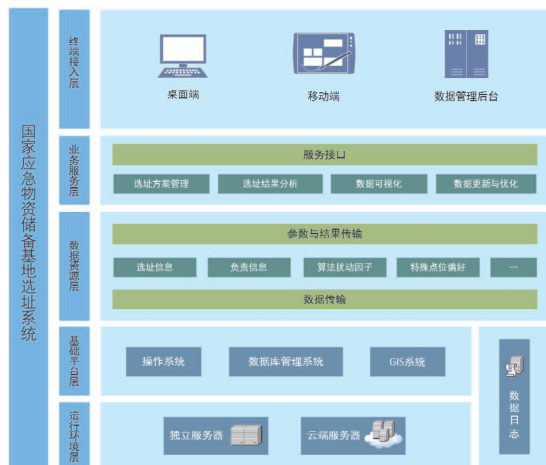 国家应急物资储备基地选址系统
终端接入层
桌面端
移动端
数据管理后台
业务服务层
服务接口
选址方案管理
选址结果分析
数据可视化
数据更新与优化
数据资源层
参数与结果传输
选址信息
负责信息
算法扰动因子
特殊点位偏好
...
数据传输
基础平台层
操作系统
数据库管理系统
GIS系统
运行环境层
独立服务器
云端服务器
数据日志